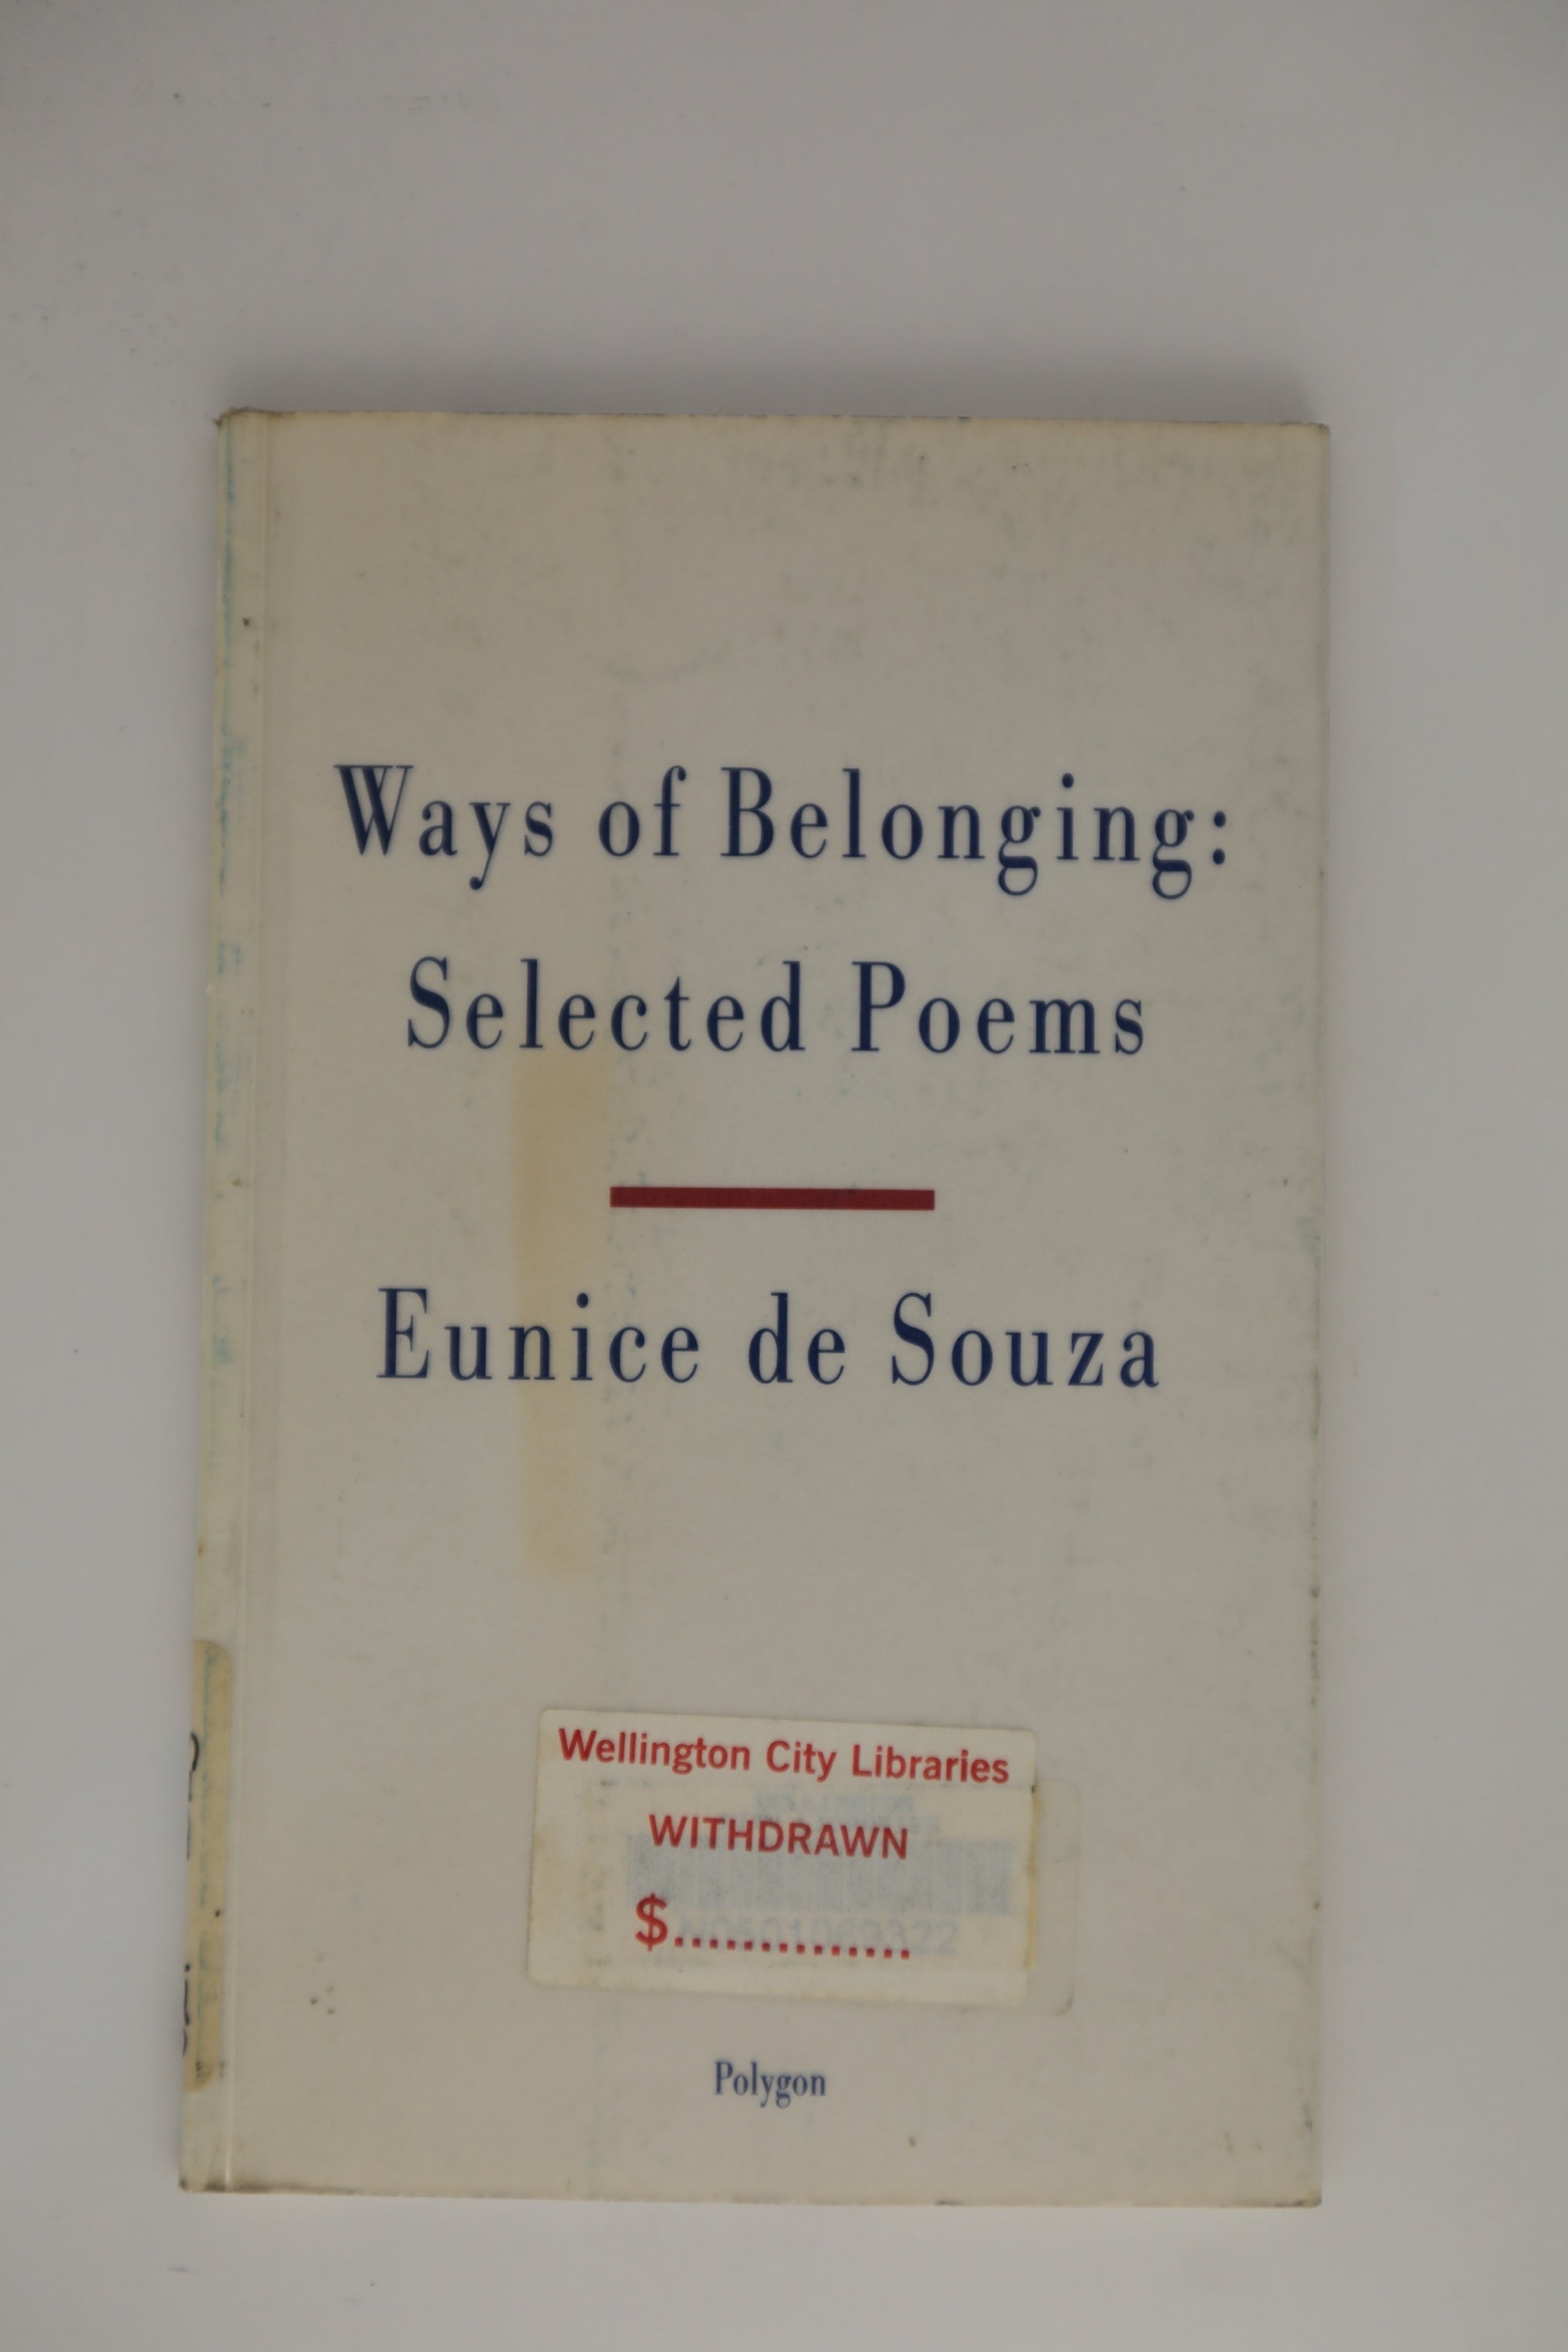 Ways of Belonging:
Selected Poems
Eunice de Souza
Wellington City Libraries
WITHDRAWN
$..............
Polygon